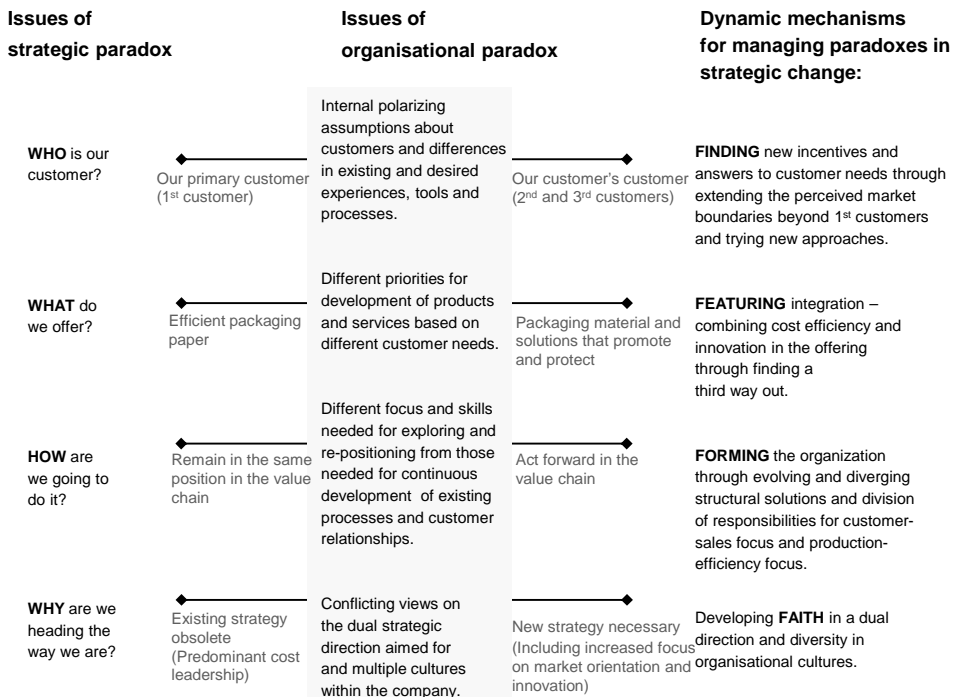 Issues of
strategic paradox
Issues of
organisational paradox
Dynamic mechanisms
for managing paradoxes in
strategic change:
WHO is our
customer?
Our primary customer
(1st customer)
Internal polarizing
assumptions about
customers and differences
in existing and desired
experiences, tools and
processes.
Our customer's customer
(2nd and 3rd customers)
FINDING new incentives and
answers to customer needs through
extending the perceived market
boundaries beyond 1st customers
and trying new approaches.
WHAT do
we offer?
Efficient packaging
paper
Different priorities for
development of products
and services based on
different customer needs.
Packaging material and
solutions that promote
and protect
FEATURING integration –
combining cost efficiency and
innovation in the offering
through finding a
third way out.
HOW are
we going to
do it?
Remain in the same
position in the value
chain
Different focus and skills
needed for exploring and
re-positioning from those
needed for continuous
development of existing
processes and customer
relationships.
Act forward in the
value chain
FORMING the organization
through evolving and diverging
structural solutions and division
of responsibilities for customer-
sales focus and production-
efficiency focus.
WHY are we
heading the
way we are?
Existing strategy
obsolete
(Predominant cost
leadership)
Conflicting views on
the dual strategic
direction aimed for
and multiple cultures
within the company.
New strategy necessary
(Including increased focus
on market orientation and
innovation)
Developing FAITH in a dual
direction and diversity in
organisational cultures.